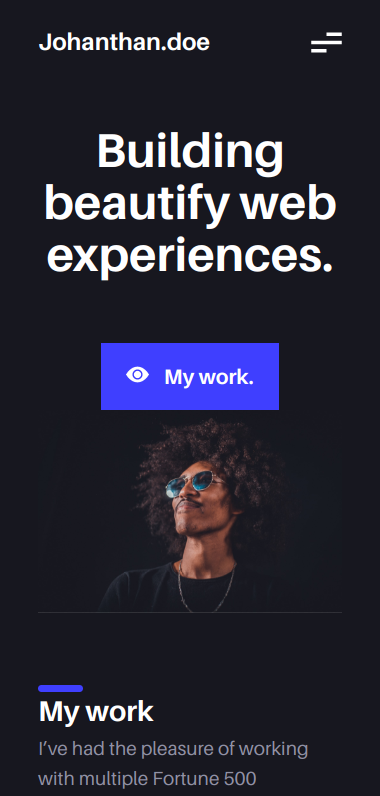 Johanthan.doe
Building
beautify web
experiences.
My work.
My work
I’ve had the pleasure of working
with multiple Fortune 500